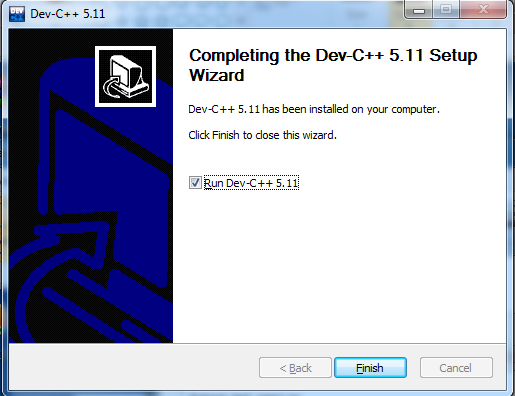 Dev-C++ 5.11
Completing the Dev-C++ 5.11 Setup
Wizard
Dev-C++ 5.11 has been installed on your computer.
Click Finish to close this wizard.
Run Dev-C++ 5.11
< Back
Finish
Cancel